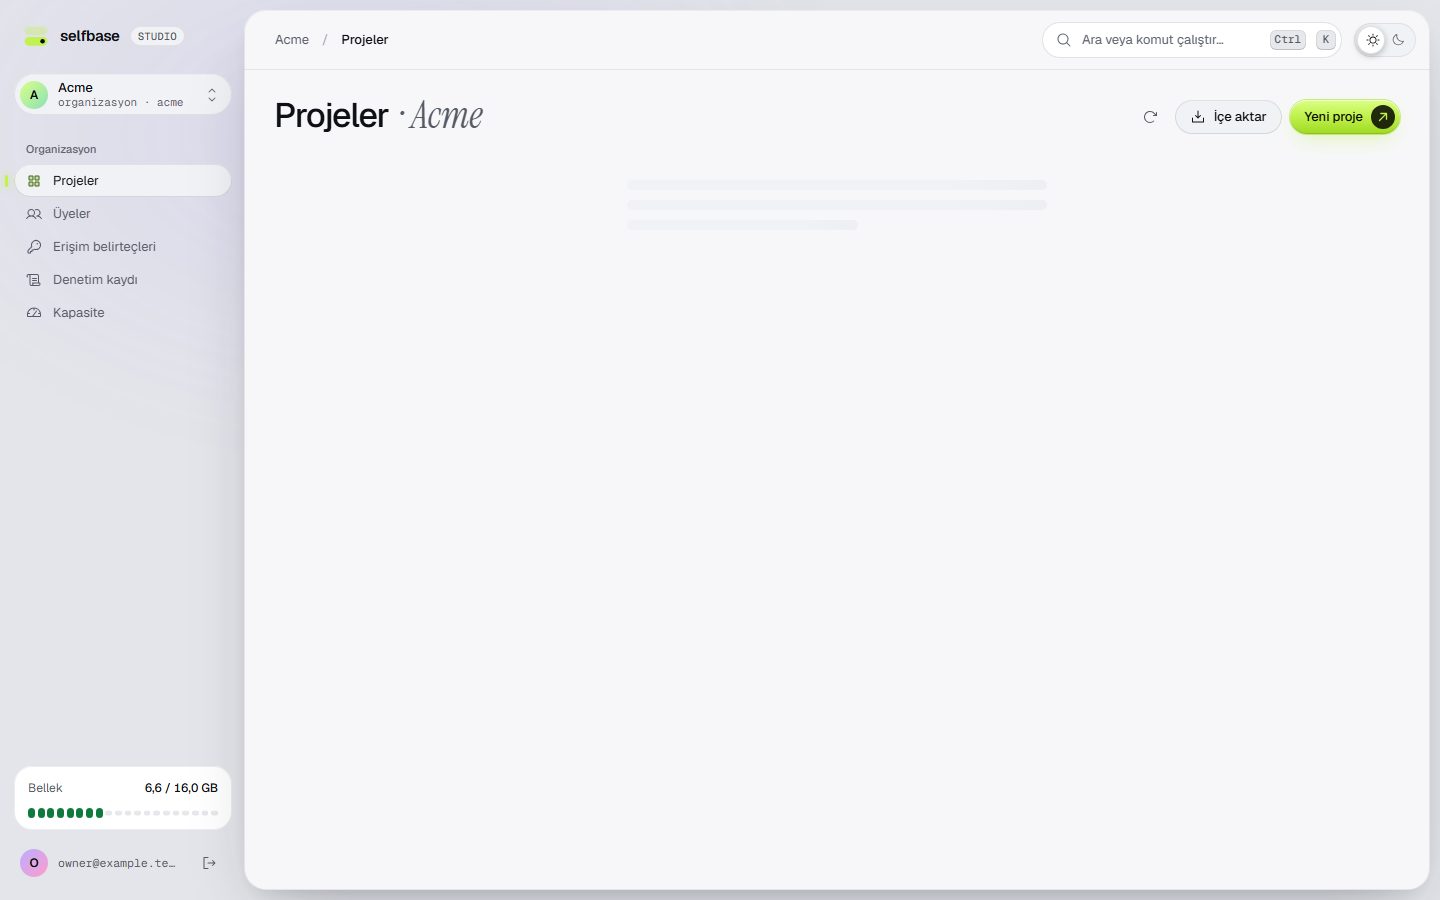 selfbase STUDIO
Acme
organizasyon · acme
Organizasyon
Projeler
Üyeler
Erişim belirteçleri
Denetim kaydı
Kapasite
Bellek 6,6 / 16,0 GB
O owner@example.te…
A
Acme / Projeler
Ara veya komut çalıştır… Ctrl K
Projeler · Acme
İçe aktar
Yeni proje